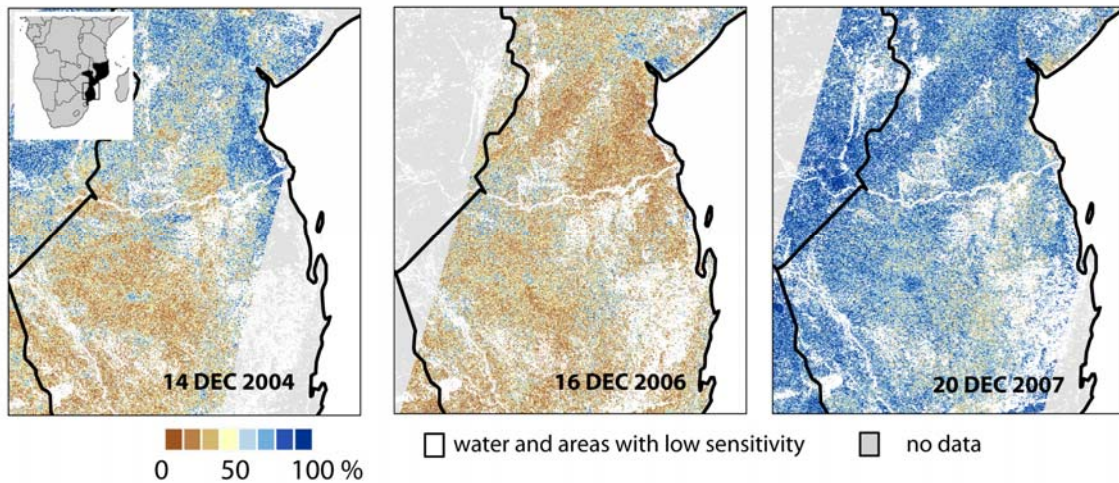 14 DEC 2004
16 DEC 2006
20 DEC 2007
0 50 100 %
water and areas with low sensitivity
no data